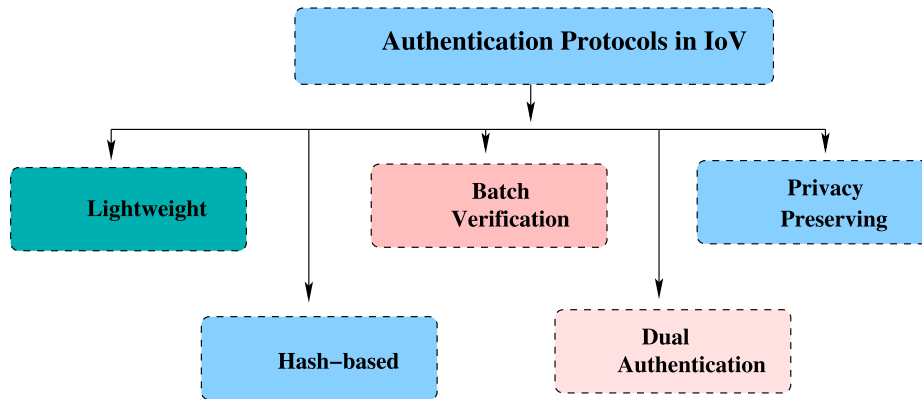 Authentication Protocols in IoV
Lightweight
Batch
Verification
Privacy
Preserving
Hash−based
Dual
Authentication